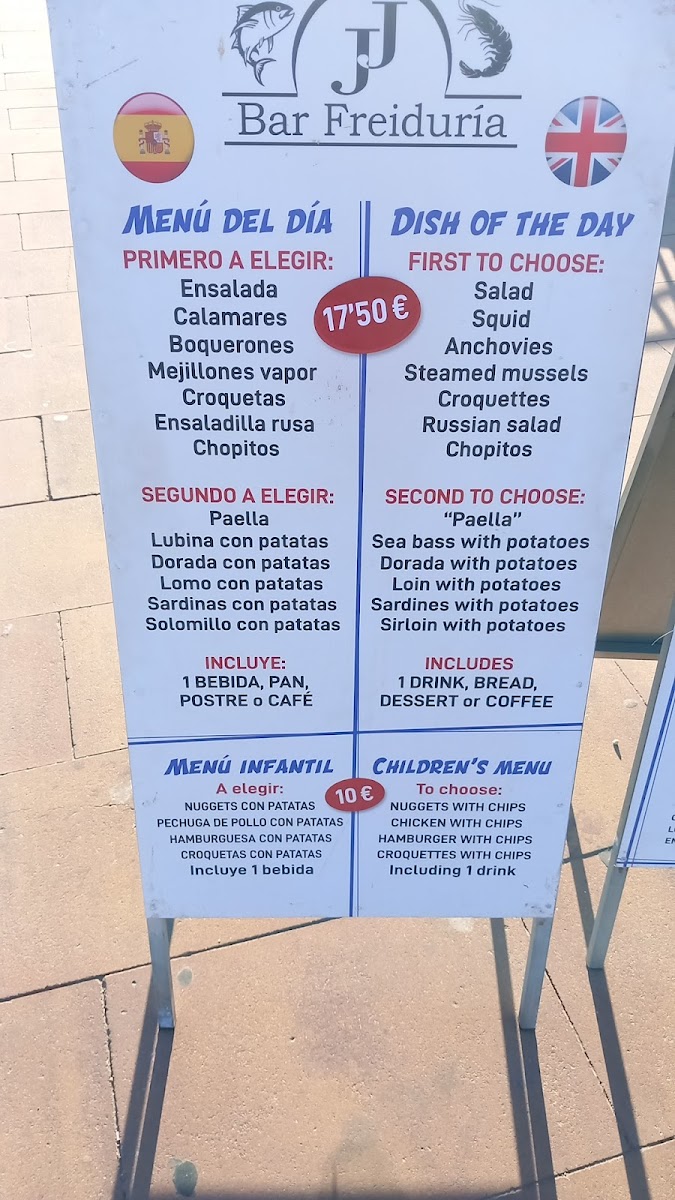 JJ
Bar Freiduría
MENÚ DEL DÍA
PRIMERO A ELEGIR:
Ensalada
Calamares
Boquerones
Mejillones vapor
Croquetas
Ensaladilla rusa
Chopitos
SEGUNDO A ELEGIR:
Paella
Lubina con patatas
Dorada con patatas
Lomo con patatas
Sardinas con patatas
Solomillo con patatas
INCLUYE:
1 BEBIDA, PAN,
POSTRE o CAFÉ
17'50 €
DISH OF THE DAY
FIRST TO CHOOSE:
Salad
Squid
Anchovies
Steamed mussels
Croquettes
Russian salad
Chopitos
SECOND TO CHOOSE:
"Paella"
Sea bass with potatoes
Dorada with potatoes
Loin with potatoes
Sardines with potatoes
Sirloin with potatoes
INCLUDES
1 DRINK, BREAD,
DESSERT or COFFEE
MENÚ INFANTIL
A elegir:
NUGGETS CON PATATAS
PECHUGA DE POLLO CON PATATAS
HAMBURGUESA CON PATATAS
CROQUETAS CON PATATAS
Incluye 1 bebida
10 €
CHILDREN'S MENU
To choose:
NUGGETS WITH CHIPS
CHICKEN WITH CHIPS
HAMBURGER WITH CHIPS
CROQUETTES WITH CHIPS
Including 1 drink